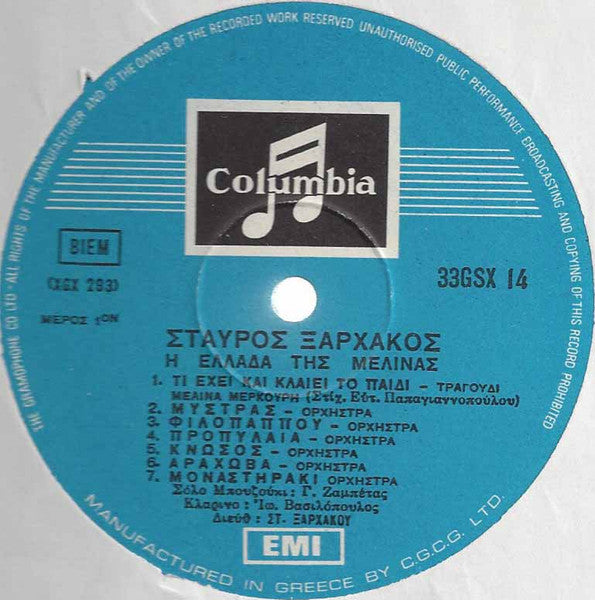 THE GRAMOPHONE CO LTD - ALL RIGHTS OF THE MANUFACTURER AND OF THE OWNER OF THE RECORDED WORK RESERVED UNAUTHORISED PUBLIC PERFORMANCE BROADCASTING AND COPYING OF THIS RECORD PROHIBITED
Columbia
BIEM
(XGX 283)
33GSX 14
ΜΕΡΟΣ 1ΟΝ
ΣΤΑΥΡΟΣ ΞΑΡΧΑΚΟΣ
Η ΕΛΛΑΔΑ ΤΗΣ ΜΕΛΙΝΑΣ
1. ΤΙ ΕΧΕΙ ΚΑΙ ΚΛΑΙΕΙ ΤΟ ΠΑΙΔΙ - ΤΡΑΓΟΥΔΙ
ΜΕΛΙΝΑ ΜΕΡΚΟΥΡΗ (Στίχ. Εὐτ. Παπαγιαννοπούλου)
2. ΜΥΣΤΡΑΣ - ΟΡΧΗΣΤΡΑ
3. ΦΙΛΟΠΑΠΠΟΥ - ΟΡΧΗΣΤΡΑ
4. ΠΡΟΠΥΛΑΙΑ - ΟΡΧΗΣΤΡΑ
5. ΚΝΩΣΟΣ - ΟΡΧΗΣΤΡΑ
6. ΑΡΑΧΩΒΑ - ΟΡΧΗΣΤΡΑ
7. ΜΟΝΑΣΤΗΡΑΚΙ ΟΡΧΗΣΤΡΑ
Σόλο Μπουζούκι: Γ. Ζαμπέτας
Κλαρίνο: Ἰω. Βασιλόπουλος
Διεύθ: ΣΤ. ΞΑΡΧΑΚΟΥ
EMI
MANUFACTURED IN GREECE BY C.G.C.G. LTD.